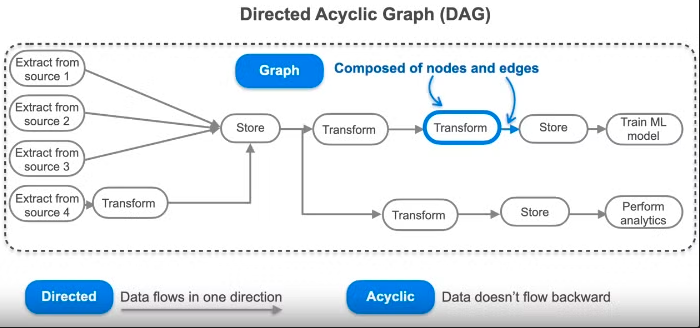 Directed Acyclic Graph (DAG)
Extract from
source 1
Graph
Composed of nodes and edges
Extract from
source 2
Store
Transform
Transform
Store
Train ML
model
Extract from
source 3
Extract from
source 4
Transform
Transform
Store
Perform
analytics
Directed
Data flows in one direction
Acyclic
Data doesn't flow backward